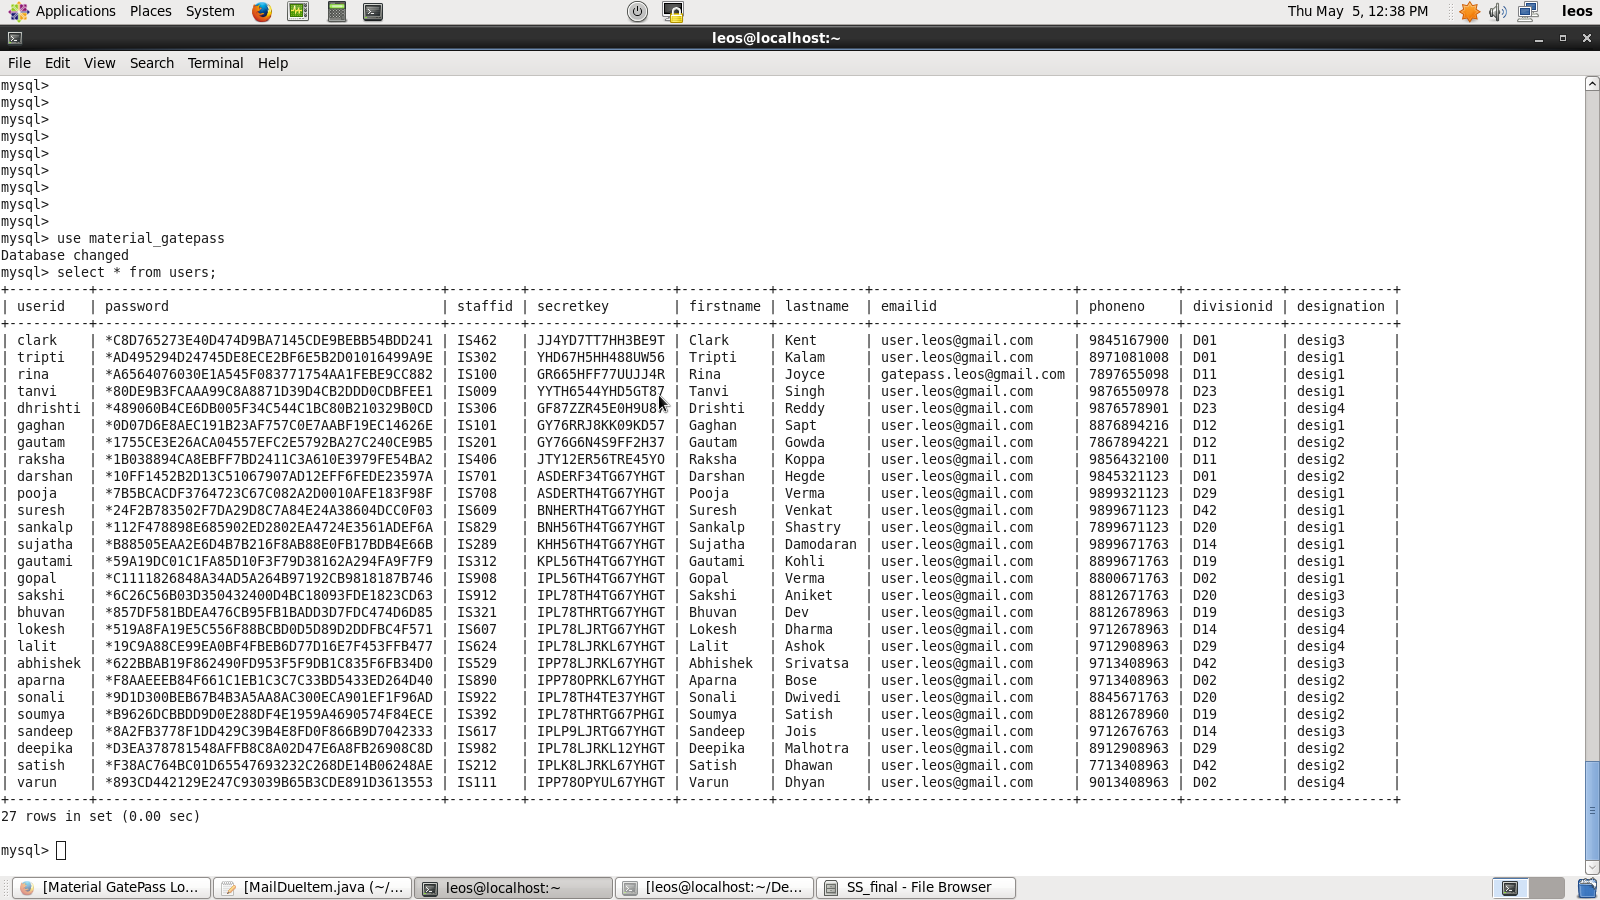 Applications Places System Thu May 5, 12:38 PM leos
leos@localhost:~
File Edit View Search Terminal Help
mysql>
mysql>
mysql>
mysql>
mysql>
mysql>
mysql>
mysql>
mysql>
mysql> use material_gatepass
Database changed
mysql> select * from users;
| userid | password | staffid | secretkey | firstname | lastname | emailid | phoneno | divisionid | designation |
| clark | *C8D765273E40D474D9BA7145CDE9BEBB54BDD241 | IS462 | JJ4YD7TT7HH3BE9T | Clark | Kent | user.leos@gmail.com | 9845167900 | D01 | desig3
| tripti | *AD495294D24745DE8ECE2BF6E5B2D01016499A9E | IS302 | YHD67H5HH488UW56 | Tripti | Kalam | user.leos@gmail.com | 8971081008 | D01 | desig1
| rina | *A6564076030E1A545F083771754AA1FEBE9CC882 | IS100 | GR665HFF77UUJJ4R | Rina | Joyce | gatepass.leos@gmail.com | 7897655098 | D11 | desig1
| tanvi | *80DE9B3FCAAA99C8A8871D39D4CB2DDD0CDBFEE1 | IS009 | YYTH6544YHD5GT87 | Tanvi | Singh | user.leos@gmail.com | 9876550978 | D23 | desig1
| dhrishti | *489060B4CE6DB005F34C544C1BC80B210329B0CD | IS306 | | Drishti | Reddy | user.leos@gmail.com | 9876578901 | D23 | desig4
| gaghan | *0D07D6E8AEC191B23AF757C0E7AABF19EC14626E | IS101 | GY76RRJ8KK09KD57 | Gaghan | Sapt | user.leos@gmail.com | 8876894216 | D12 | desig1
| gautam | *1755CE3E26ACA04557EFC2E5792BA27C240CE9B5 | IS201 | GY76G6N4S9FF2H37 | Gautam | Gowda | user.leos@gmail.com | 7867894221 | D12 | desig2
| raksha | *1B038894CA8EBFF7BD2411C3A610E3979FE54BA2 | IS406 | JTY12ER56TRE45YO | Raksha | Koppa | user.leos@gmail.com | 9856432100 | D11 | desig2
| darshan | *10FF1452B2D13C51067907AD12EFF6FEDE23597A | IS701 | ASDERF34TG67YHGT | Darshan | Hegde | user.leos@gmail.com | 9845321123 | D01 | desig2
| pooja | *7B5BCACDF3764723C67C082A2D0010AFE183F98F | IS708 | ASDERTH4TG67YHGT | Pooja | Verma | user.leos@gmail.com | 9899321123 | D29 | desig1
| suresh | *24F2B783502F7DA29D8C7A84E24A38604DCC0F03 | IS609 | BNHERTH4TG67YHGT | Suresh | Venkat | user.leos@gmail.com | 9899671123 | D42 | desig1
| sankalp | *112F478898E685902ED2802EA4724E3561ADEF6A | IS829 | BNH56TH4TG67YHGT | Sankalp | Shastry | user.leos@gmail.com | 7899671123 | D20 | desig1
| sujatha | *B88505EAA2E6D4B7B216F8AB88E0FB17BDB4E66B | IS289 | KHH56TH4TG67YHGT | Sujatha | Damodaran | user.leos@gmail.com | 9899671763 | D14 | desig1
| gautami | *59A19DC01C1FA85D10F3F79D38162A294FA9F7F9 | IS312 | KPL56TH4TG67YHGT | Gautami | Kohli | user.leos@gmail.com | 8899671763 | D19 | desig1
| gopal | *C1111826848A34AD5A264B97192CB9818187B746 | IS908 | IPL56TH4TG67YHGT | Gopal | Verma | user.leos@gmail.com | 8800671763 | D02 | desig1
| sakshi | *6C26C56B03D350432400D4BC18093FDE1823CD63 | IS912 | IPL78TH4TG67YHGT | Sakshi | Aniket | user.leos@gmail.com | 8812671763 | D20 | desig3
| bhuvan | *857DF581BDEA476CB95FB1BADD3D7FDC474D6D85 | IS321 | IPL78THRTG67YHGT | Bhuvan | Dev | user.leos@gmail.com | 8812678963 | D19 | desig3
| lokesh | *519A8FA19E5C556F88BCBD0D5D89D2DDFBC4F571 | IS607 | IPL78LJRTG67YHGT | Lokesh | Dharma | user.leos@gmail.com | 9712678963 | D14 | desig4
| lalit | *19C9A88CE99EA0BF4FBEB6D77D16E7F453FFB477 | IS624 | IPL78LJRKL67YHGT | Lalit | Ashok | user.leos@gmail.com | 9712908963 | D29 | desig4
| abhishek | *622BBAB19F862490FD953F5F9DB1C835F6FB34D0 | IS529 | IPP78LJRKL67YHGT | Abhishek | Srivatsa | user.leos@gmail.com | 9713408963 | D42 | desig3
| aparna | *F8AAEEEB84F661C1EB1C3C7C33BD5433ED264D40 | IS890 | IPP78OPRKL67YHGT | Aparna | Bose | user.leos@gmail.com | 9713408963 | D02 | desig2
| sonali | *9D1D300BEB67B4B3A5AA8AC300ECA901EF1F96AD | IS922 | IPL78TH4TE37YHGT | Sonali | Dwivedi | user.leos@gmail.com | 8845671763 | D20 | desig2
| soumya | *B9626DCBBDD9D0E288DF4E1959A4690574F84ECE | IS392 | IPL78THRTG67PHGI | Soumya | Satish | user.leos@gmail.com | 8812678960 | D19 | desig2
| sandeep | *8A2FB3778F1DD429C39B4E8FD0F866B9D7042333 | IS617 | IPLP9LJRTG67YHGT | Sandeep | Jois | user.leos@gmail.com | 9712676763 | D14 | desig3
| deepika | *D3EA378781548AFFB8C8A02D47E6A8FB26908C8D | IS982 | IPL78LJRKL12YHGT | Deepika | Malhotra | user.leos@gmail.com | 8912908963 | D29 | desig2
| satish | *F38AC764BC01D65547693232C268DE14B06248AE | IS212 | IPLK8LJRKL67YHGT | Satish | Dhawan | user.leos@gmail.com | 7713408963 | D42 | desig2
| varun | *893CD442129E247C93039B65B3CDE891D3613553 | IS111 | IPP78OPYUL67YHGT | Varun | Dhyan | user.leos@gmail.com | 9013408963 | D02 | desig4
27 rows in set (0.00 sec)
mysql>
[Material GatePass Lo... [MailDueItem.java (~/... leos@localhost:~ [leos@localhost:~/De... SS_final - File Browser